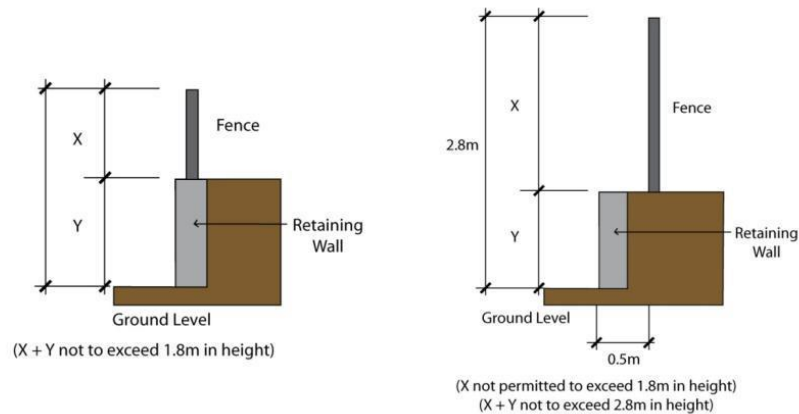 X
Fence
Y
Retaining
Wall
Ground Level
(X + Y not to exceed 1.8m in height)
X
Fence
2.8m
Y
Retaining
Wall
Ground Level
0.5m
(X not permitted to exceed 1.8m in height)
(X + Y not to exceed 2.8m in height)